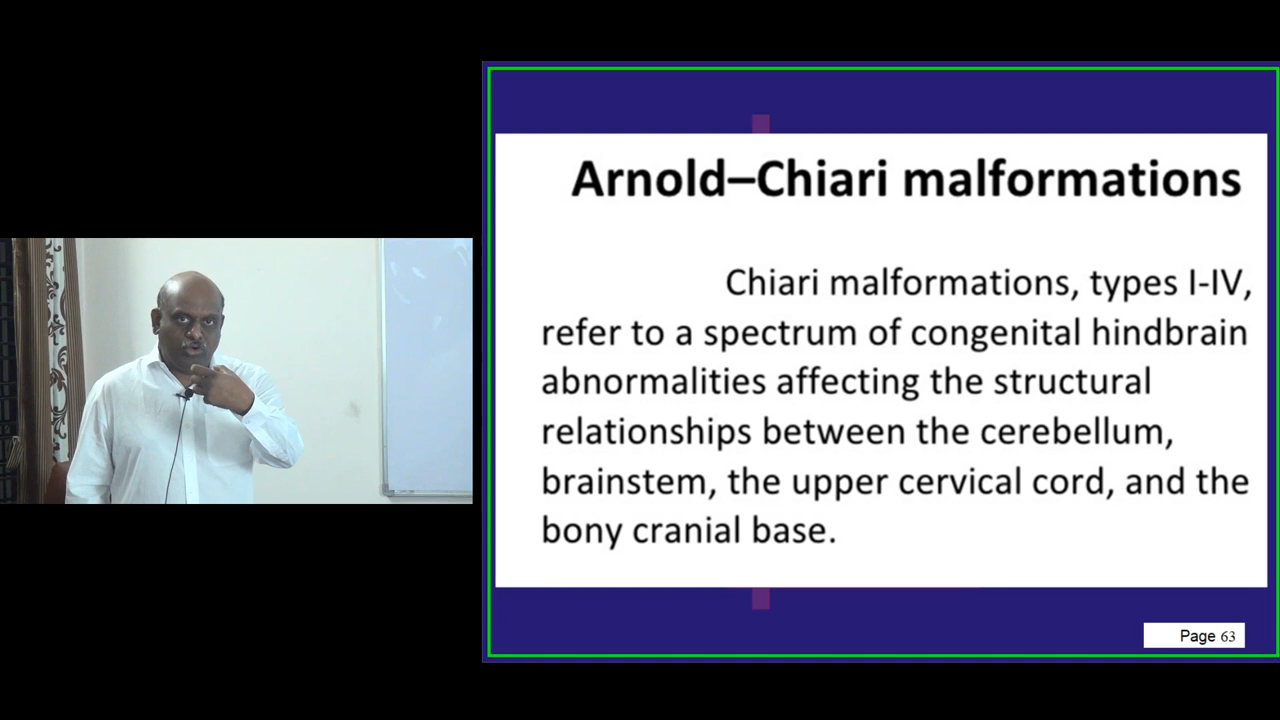 Arnold–Chiari malformations
Chiari malformations, types I-IV,
refer to a spectrum of congenital hindbrain
abnormalities affecting the structural
relationships between the cerebellum,
brainstem, the upper cervical cord, and the
bony cranial base.
Page 63